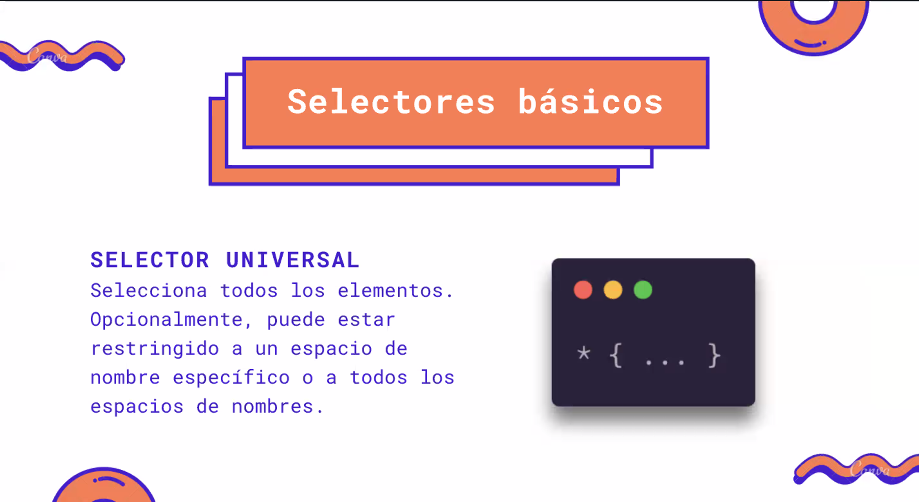 Canva
Selectores básicos
SELECTOR UNIVERSAL
Selecciona todos los elementos.
Opcionalmente, puede estar
restringido a un espacio de
nombre específico o a todos los
espacios de nombres.
* { ... }
Canva